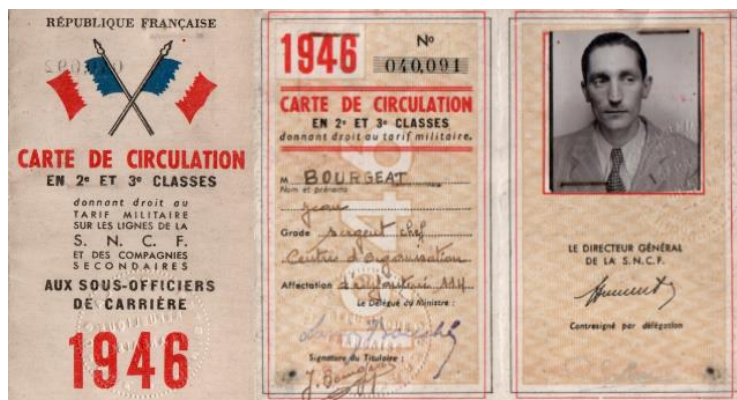 RÉPUBLIQUE FRANÇAISE
CARTE DE CIRCULATION
EN 2e ET 3e CLASSES
donnant droit au
TARIF MILITAIRE
SUR LES LIGNES DE LA
S. N. C. F.
ET DES COMPAGNIES
SECONDAIRES
AUX SOUS-OFFICIERS
DE CARRIÈRE
1946
1946
No
040,091
CARTE DE CIRCULATION
EN 2e ET 3e CLASSES
donnant droit au tarif militaire.
M BOURGEAT
Nom et prénoms
Jean
Grade sergent chef
Centre d'organisation
Affectation d'infanterie 114
Le Délégué du Ministre :
Signature du Titulaire :
J. Bourgeat
LE DIRECTEUR GÉNÉRAL
DE LA S.N.C.F.
Contresigné par délégation